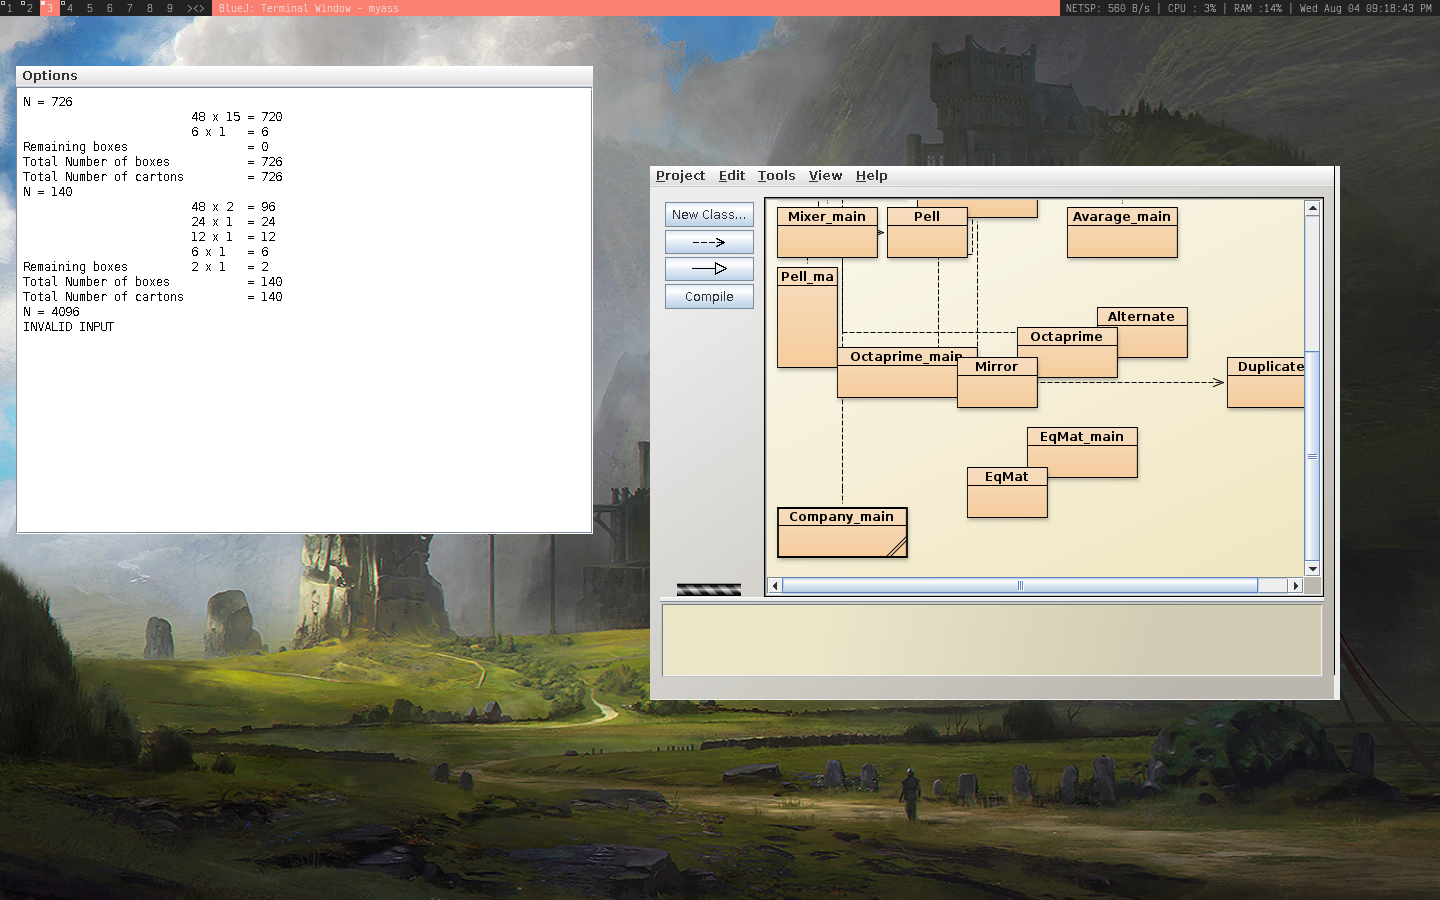 1 2 3 4 5 6 7 8 9 ><> BlueJ: Terminal Window - myass NETSP: 560 B/s | CPU : 3% | RAM :14% | Wed Aug 04 09:18:43 PM
Options
N = 726
48 x 15 = 720
6 x 1 = 6
Remaining boxes = 0
Total Number of boxes = 726
Total Number of cartons = 726
N = 140
48 x 2 = 96
24 x 1 = 24
12 x 1 = 12
6 x 1 = 6
Remaining boxes 2 x 1 = 2
Total Number of boxes = 140
Total Number of cartons = 140
N = 4096
INVALID INPUT
Project Edit Tools View Help
New Class...
Compile
Mixer_main
Pell
Avarage_main
Pell_ma
Alternate
Octaprime
Octaprime_main
Mirror
Duplicate
EqMat_main
EqMat
Company_main